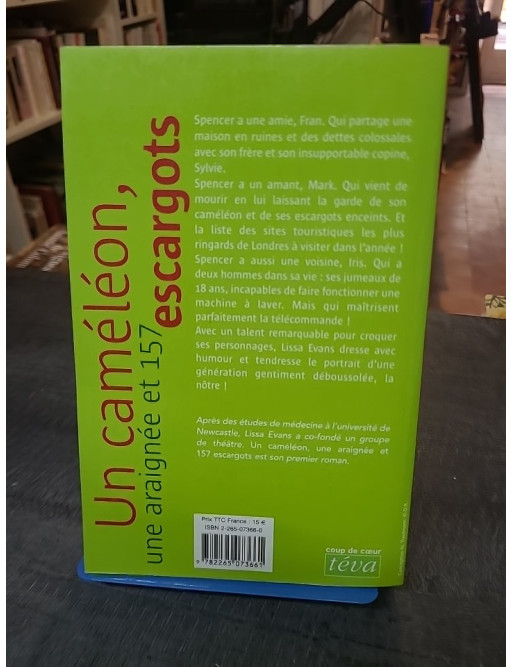 Un caméléon,
une araignée et 157
escargots
Spencer a une amie, Fran. Qui partage une
maison en ruines et des dettes colossales
avec son frère et son insupportable copine,
Sylvie.
Spencer a un amant, Mark. Qui vient de
mourir en lui laissant la garde de son
caméléon et de ses escargots enceints. Et
la liste des sites touristiques les plus
ringards de Londres à visiter dans l'année !
Spencer a aussi une voisine, Iris. Qui a
deux hommes dans sa vie : ses jumeaux de
18 ans, incapables de faire fonctionner une
machine à laver. Mais qui maîtrisent
parfaitement la télécommande !
Avec un talent remarquable pour croquer
ses personnages, Lissa Evans dresse avec
humour et tendresse le portrait d'une
génération gentiment déboussolée, la
nôtre !
Après des études de médecine à l'université de
Newcastle, Lissa Evans a co-fondé un groupe
de théâtre. Un caméléon, une araignée et
157 escargots est son premier roman.
Prix TTC France : 15 €
ISBN 2-265-07366-0
9 782265 073661
coup de cœur
téva